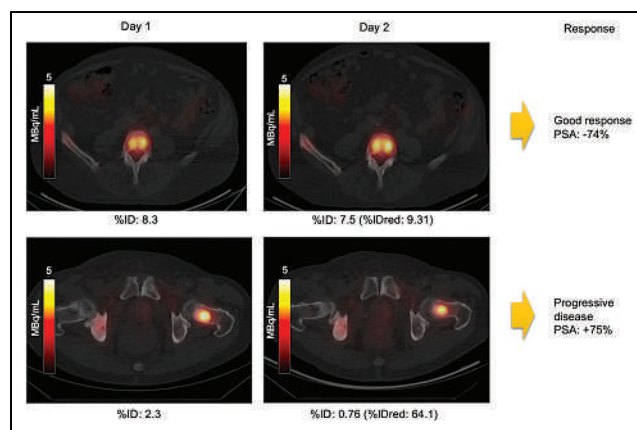 Day 1
Day 2
Response
5
MBq/mL
5
MBq/mL
Good response
PSA: -74%
%ID: 8.3
%ID: 7.5 (%IDred: 9.31)
5
MBq/mL
5
MBq/mL
Progressive
disease
PSA: +75%
%ID: 2.3
%ID: 0.76 (%IDred: 64.1)